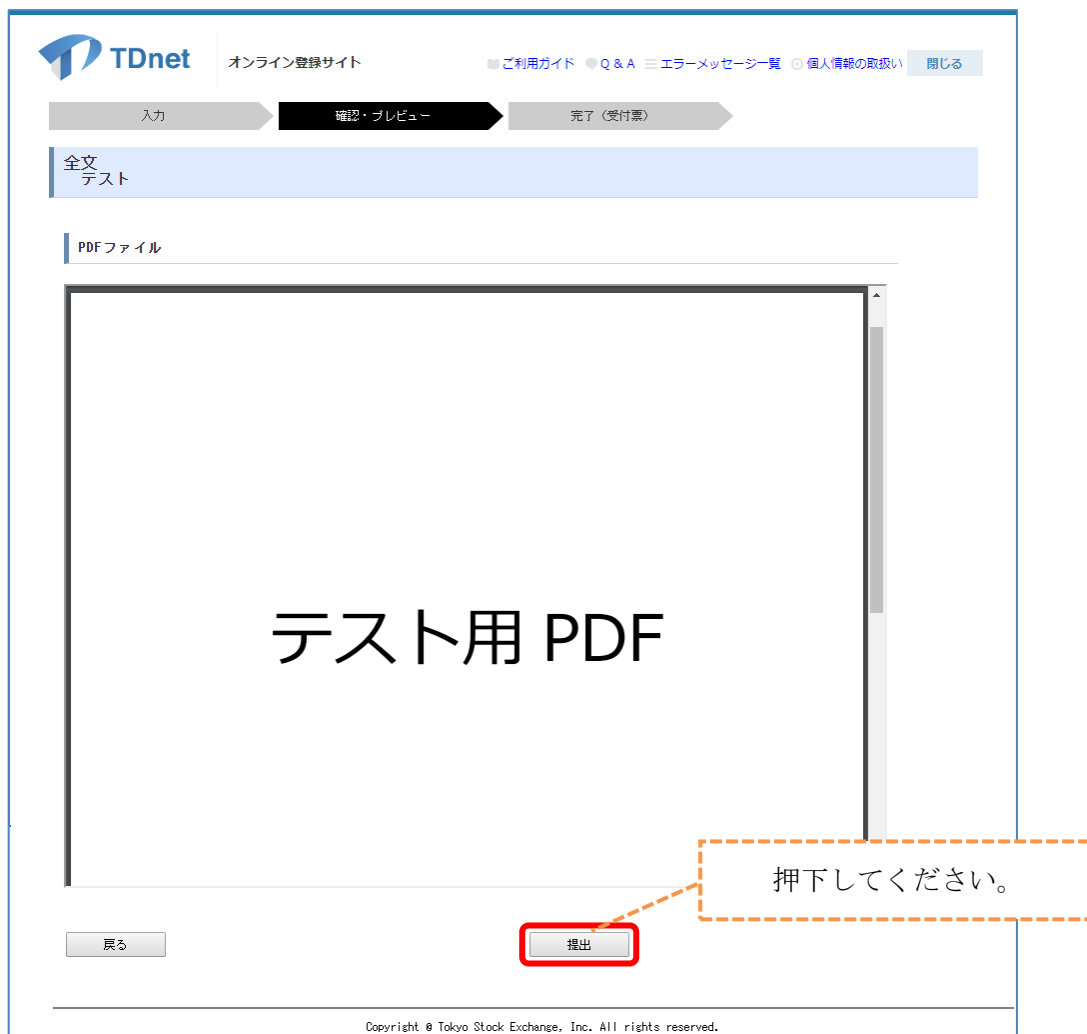 TDnet オンライン登録サイト ご利用ガイド Q & A エラーメッセージ一覧 個人情報の取扱い 閉じる
入力 確認・プレビュー 完了（受付票）
全文
テスト
PDFファイル
テスト用 PDF
押下してください。
戻る 提出
Copyright @ Tokyo Stock Exchange, Inc. All rights reserved.